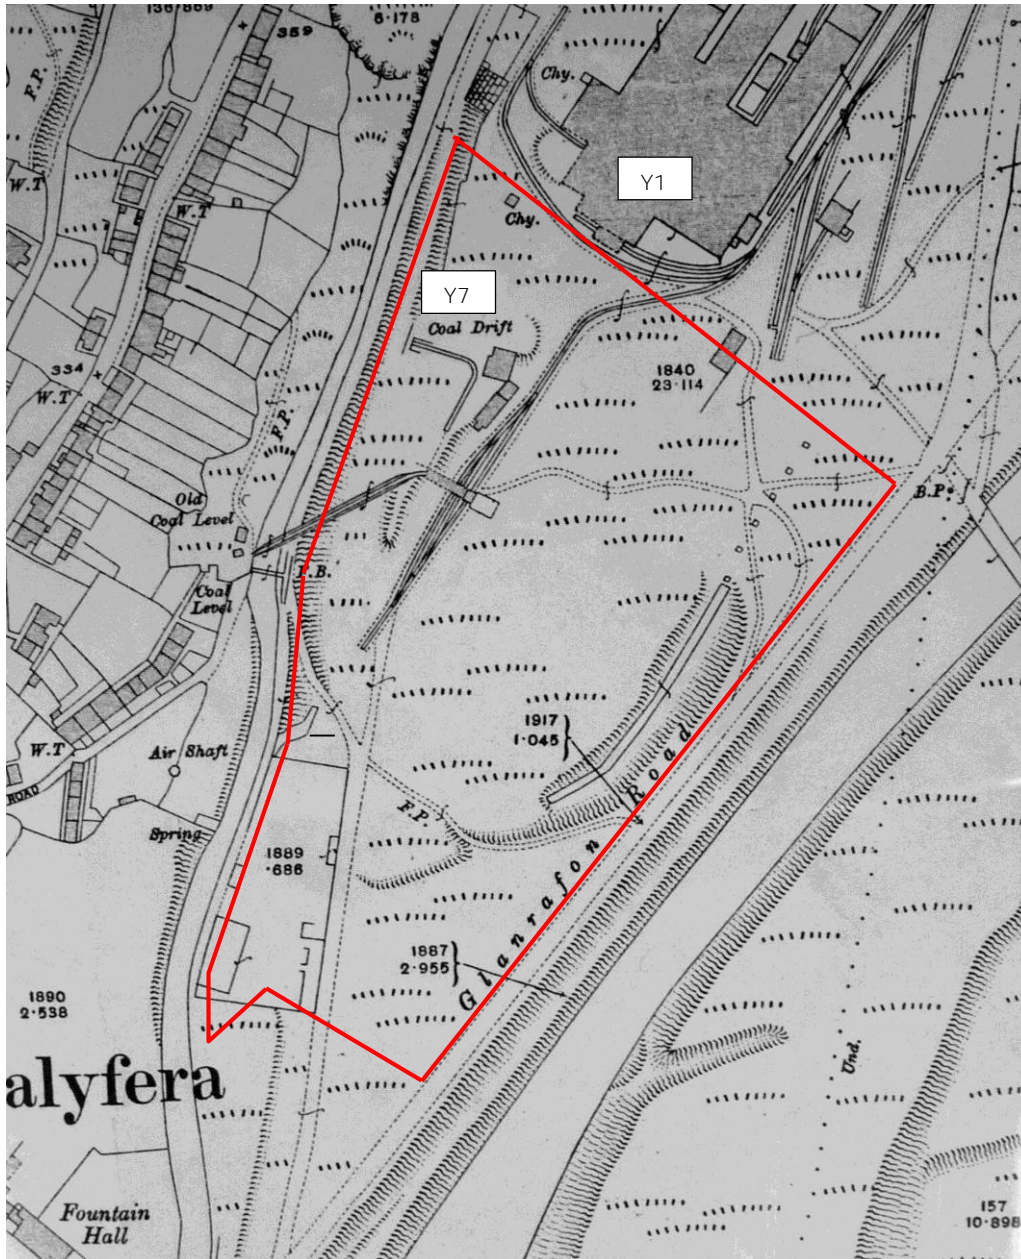 136·869
6·178
359
F.P.
Chy.
W.T
W.T
Y1
Chy.
Y7
Coal Drift
334
W.T
1840
23·114
F.P.
Old
Coal Level
B.P.
F.B.
Coal
Level
1917
1·045
W.T
Air Shaft
ROAD
F.P.
Spring
1889
·686
Glanrafon Road
1887
2·955
1890
2·538
Und.
alyfera
157
10·898
Fountain
Hall